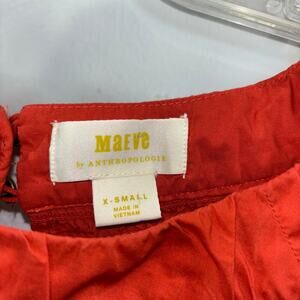 MaEVe
by ANTHROPOLOGIE
X-SMALL
MADE IN
VIETNAM